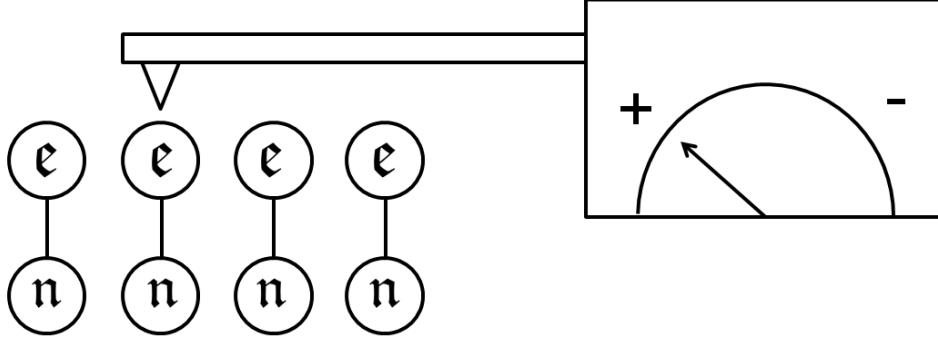 + -
𝔢 𝔢 𝔢 𝔢
𝔫 𝔫 𝔫 𝔫